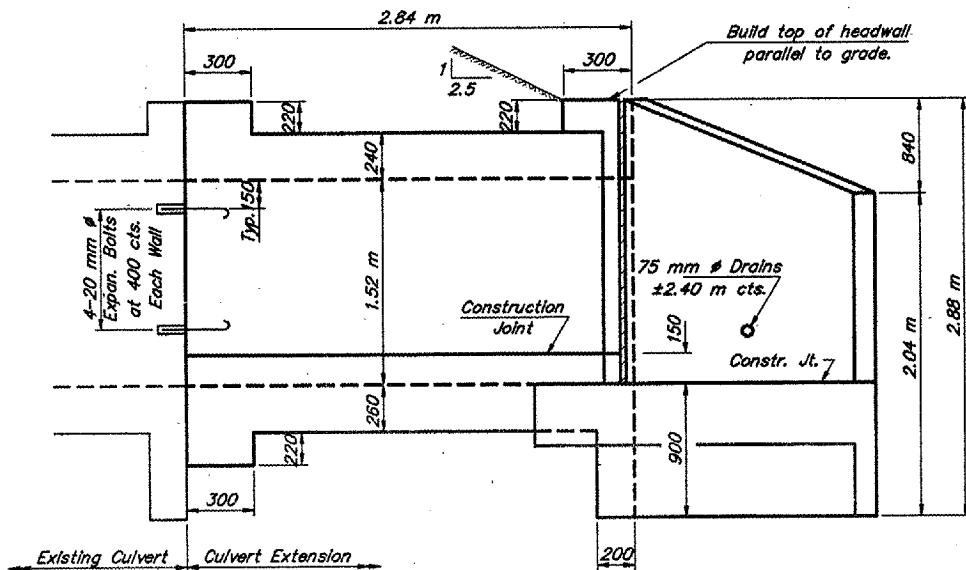 2.84 m
Build top of headwall
parallel to grade.
300
300
1
2.5
220
220
240
840
150
Typ.
4-20 mm ⌀
Expan. Bolts
at 400 cts.
Each Wall
1.52 m
75 mm ⌀ Drains
±2.40 m cts.
2.88 m
2.04 m
Construction
Joint
150
Constr. Jt.
260
900
220
300
200
Existing Culvert
Culvert Extension